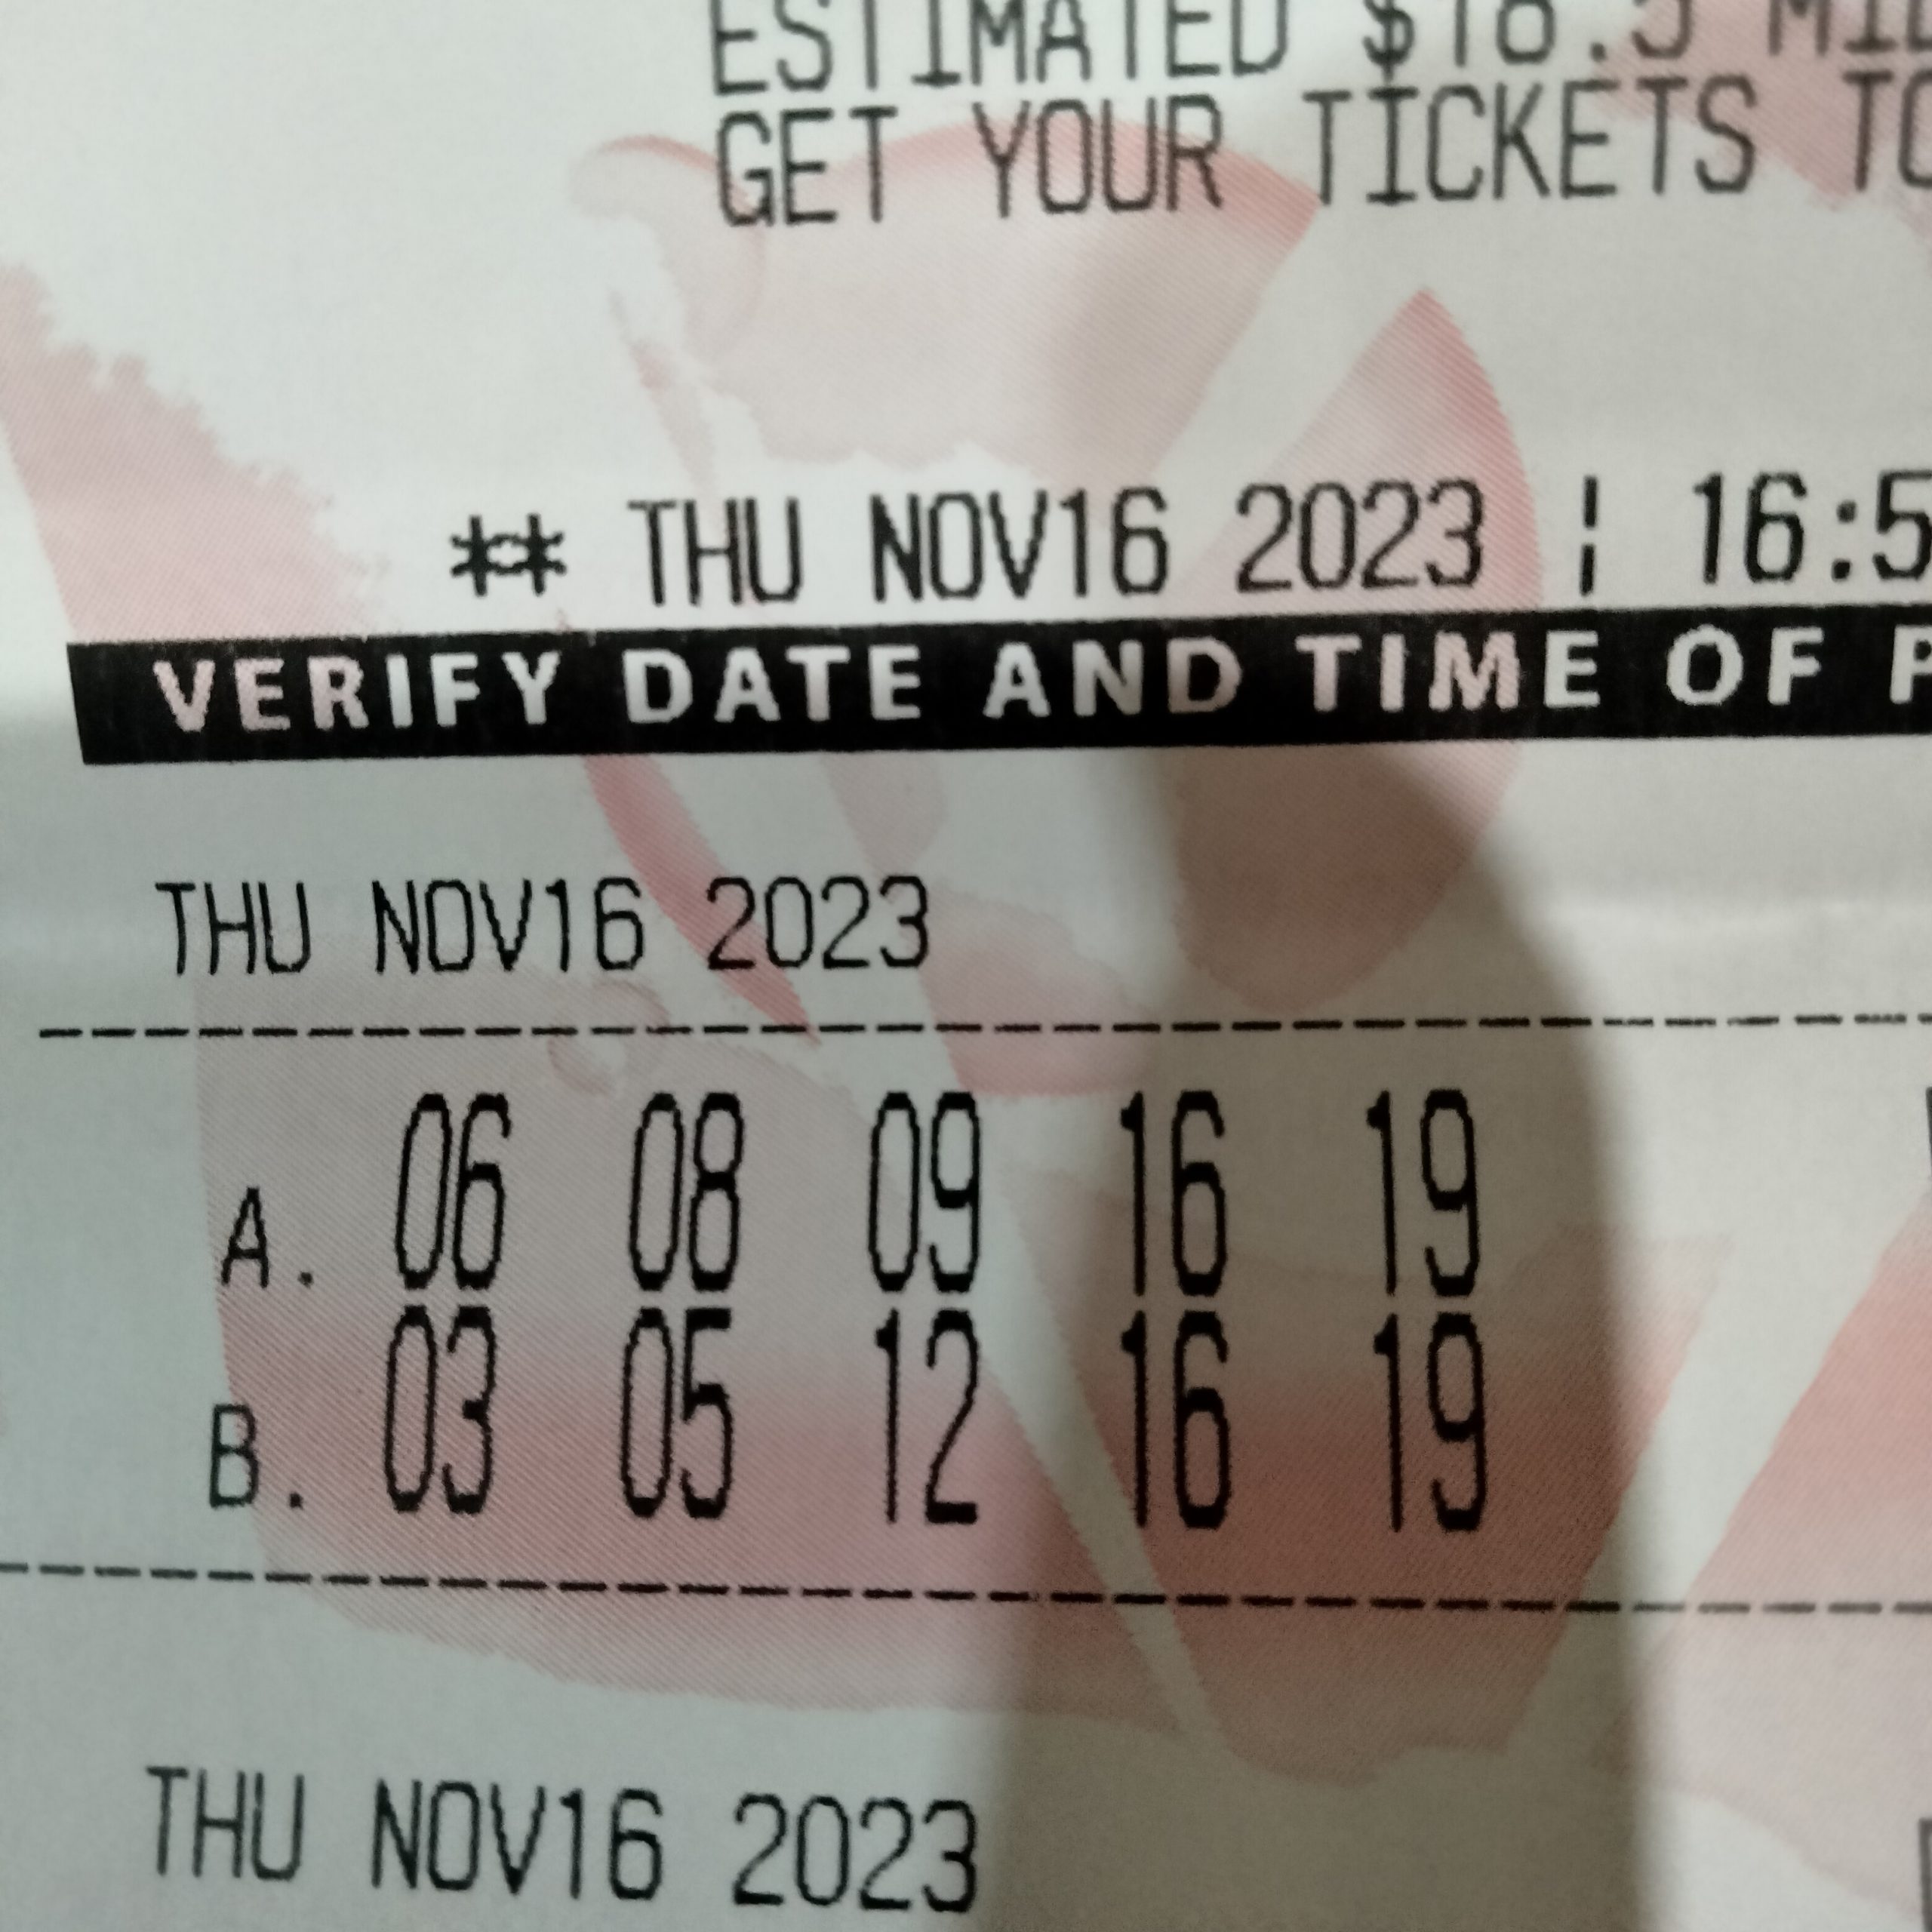 ESTIMATED
GET YOUR TICKETS
** THU NOV16 2023 ¦
VERIFY DATE AND TIME OF
THU NOV16 2023
A. 06 08 09 16 19
B. 03 05 12 16 19
THU NOV16 2023